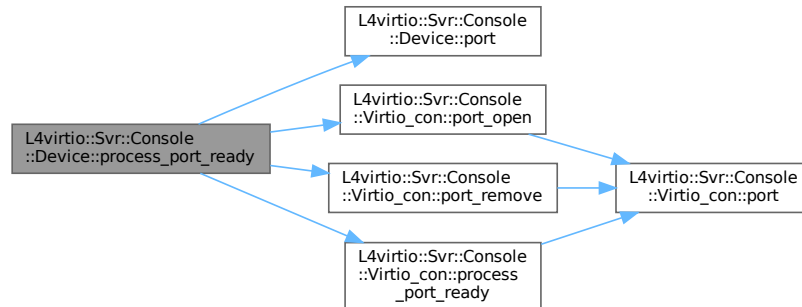 L4virtio::Svr::Console
::Device::process_port_ready
L4virtio::Svr::Console
::Device::port
L4virtio::Svr::Console
::Virtio_con::port_open
L4virtio::Svr::Console
::Virtio_con::port_remove
L4virtio::Svr::Console
::Virtio_con::process
_port_ready
L4virtio::Svr::Console
::Virtio_con::port